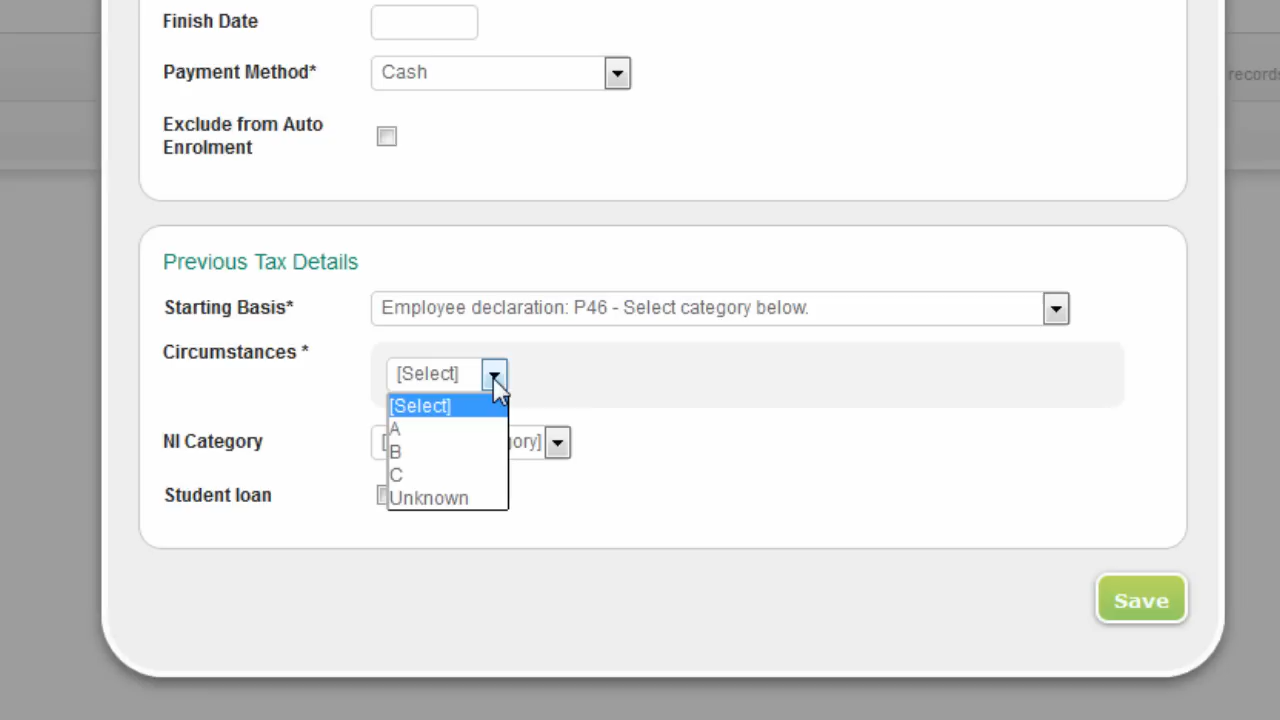 Finish Date
Payment Method* Cash
records
Exclude from Auto
Enrolment
Previous Tax Details
Starting Basis* Employee declaration: P46 - Select category below.
Circumstances *
[Select]
[Select]
A
B
C
Unknown
NI Category
Student loan
Save